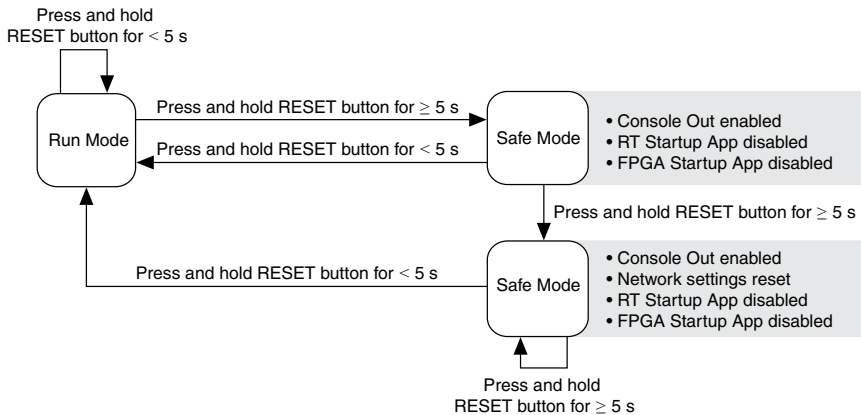 Press and hold
RESET button for < 5 s
Press and hold RESET button for ≥ 5 s
Run Mode
Safe Mode
• Console Out enabled
• RT Startup App disabled
• FPGA Startup App disabled
Press and hold RESET button for < 5 s
Press and hold RESET button for ≥ 5 s
Press and hold RESET button for < 5 s
Safe Mode
• Console Out enabled
• Network settings reset
• RT Startup App disabled
• FPGA Startup App disabled
Press and hold
RESET button for ≥ 5 s